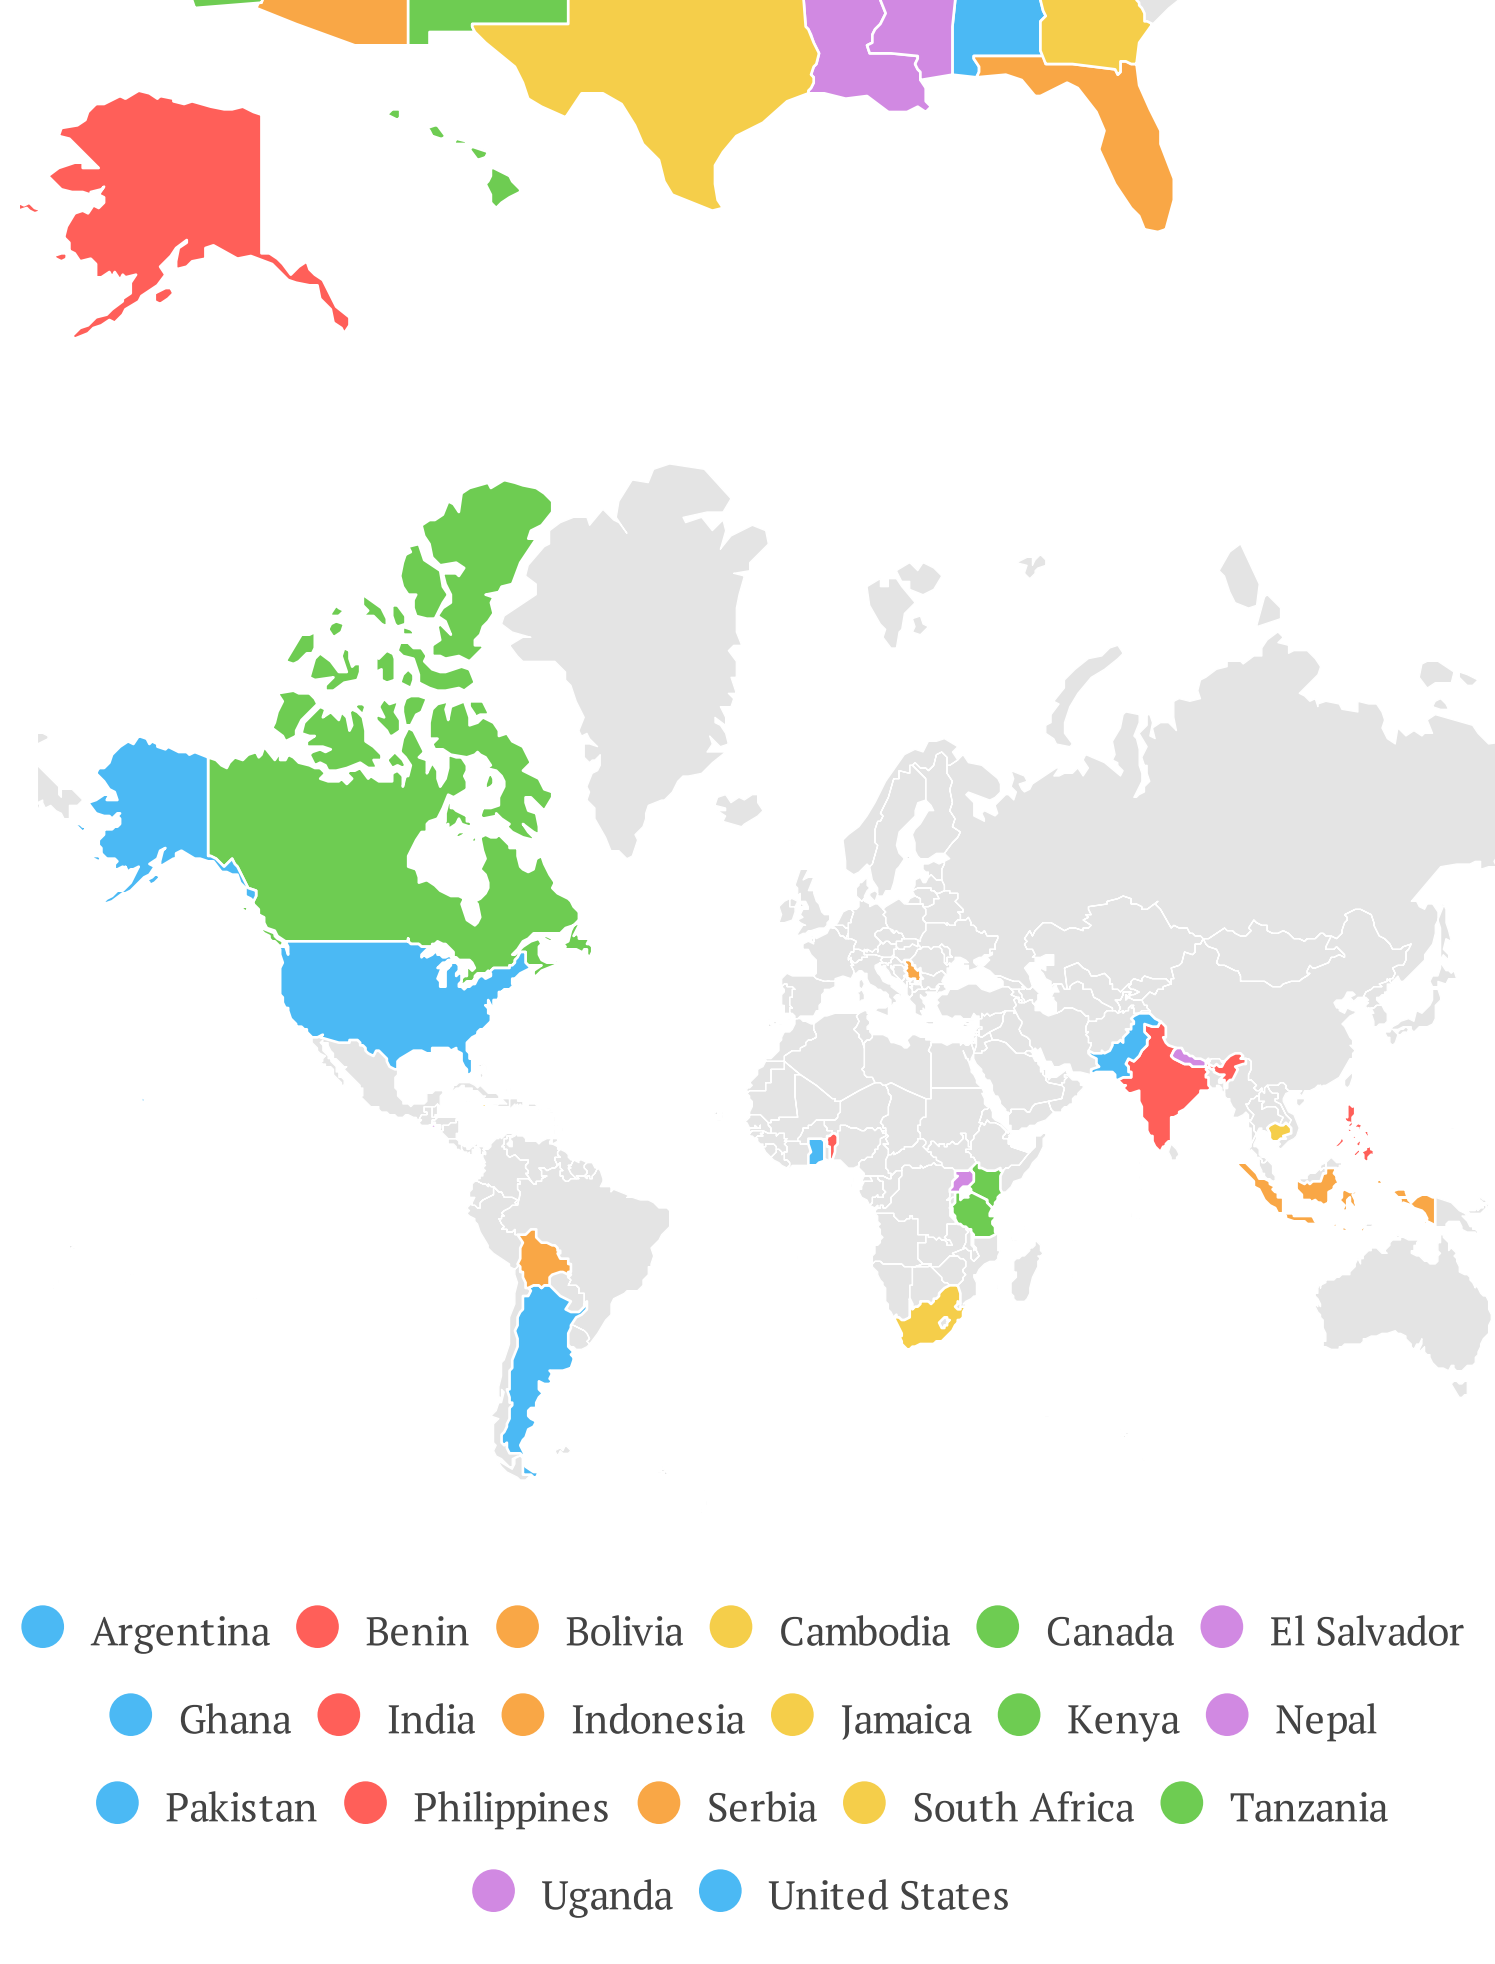 Argentina Benin Bolivia Cambodia Canada El Salvador
Ghana India Indonesia Jamaica Kenya Nepal
Pakistan Philippines Serbia South Africa Tanzania
Uganda United States